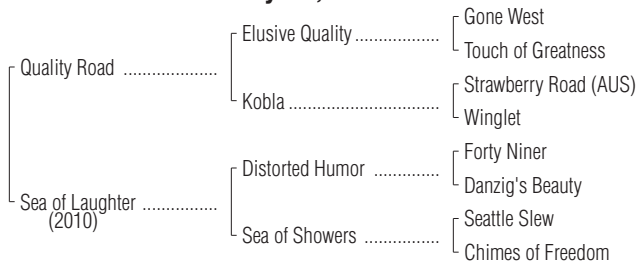 Gone West
Elusive Quality ....................
Touch of Greatness
Quality Road ......................
Strawberry Road (AUS)
Kobla ....................................
Winglet
Forty Niner
Distorted Humor ...............
Danzig's Beauty
Sea of Laughter .................
(2010)
Seattle Slew
Sea of Showers .................
Chimes of Freedom